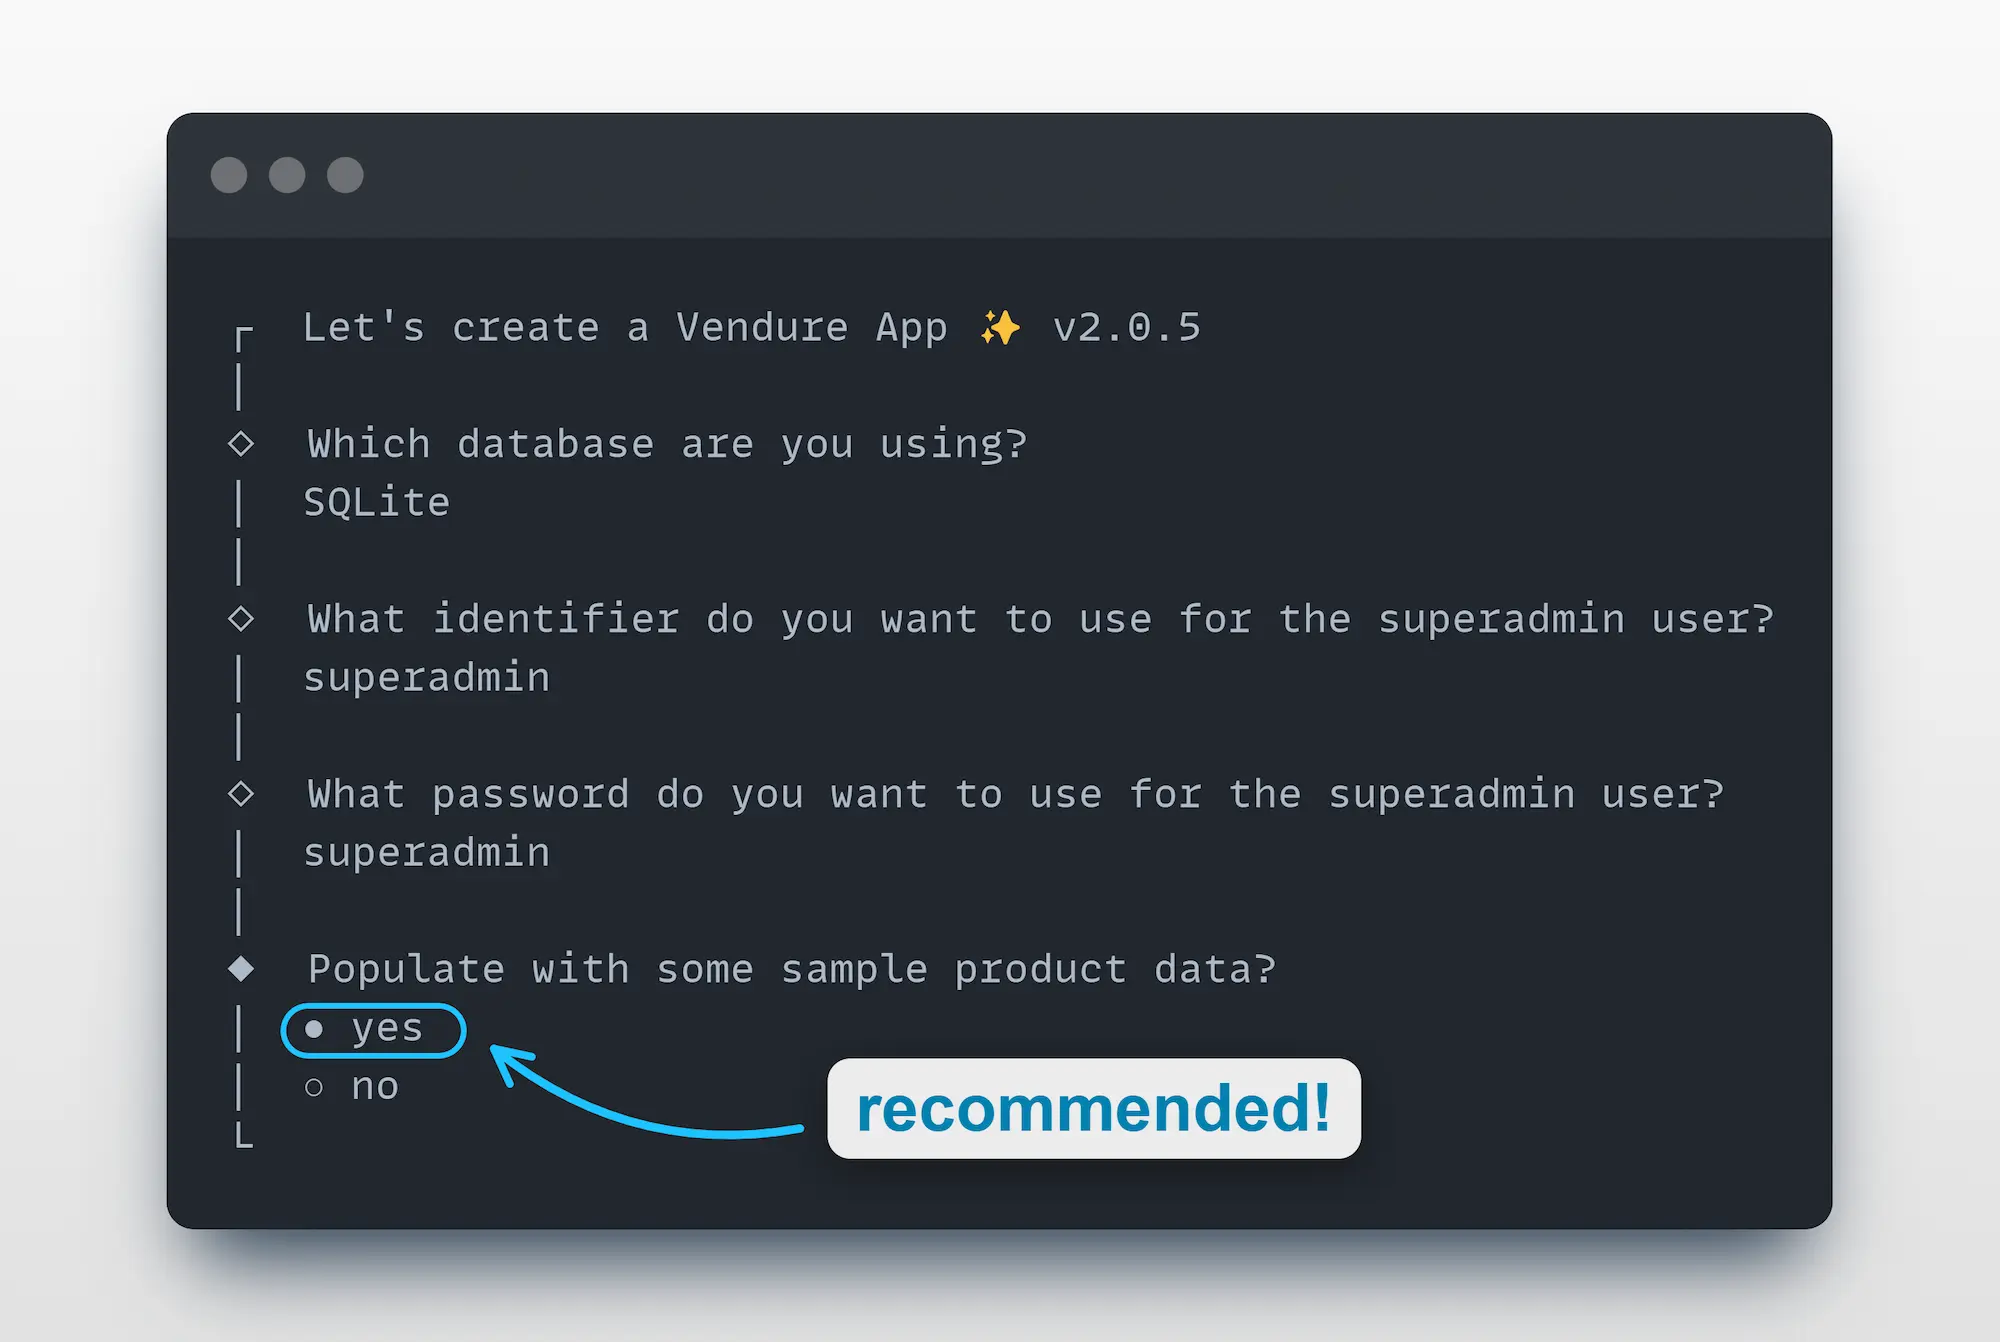 Let's create a Vendure App ✨ v2.0.5
Which database are you using?
SQLite
What identifier do you want to use for the superadmin user?
superadmin
What password do you want to use for the superadmin user?
superadmin
Populate with some sample product data?
● yes
○ no
recommended!